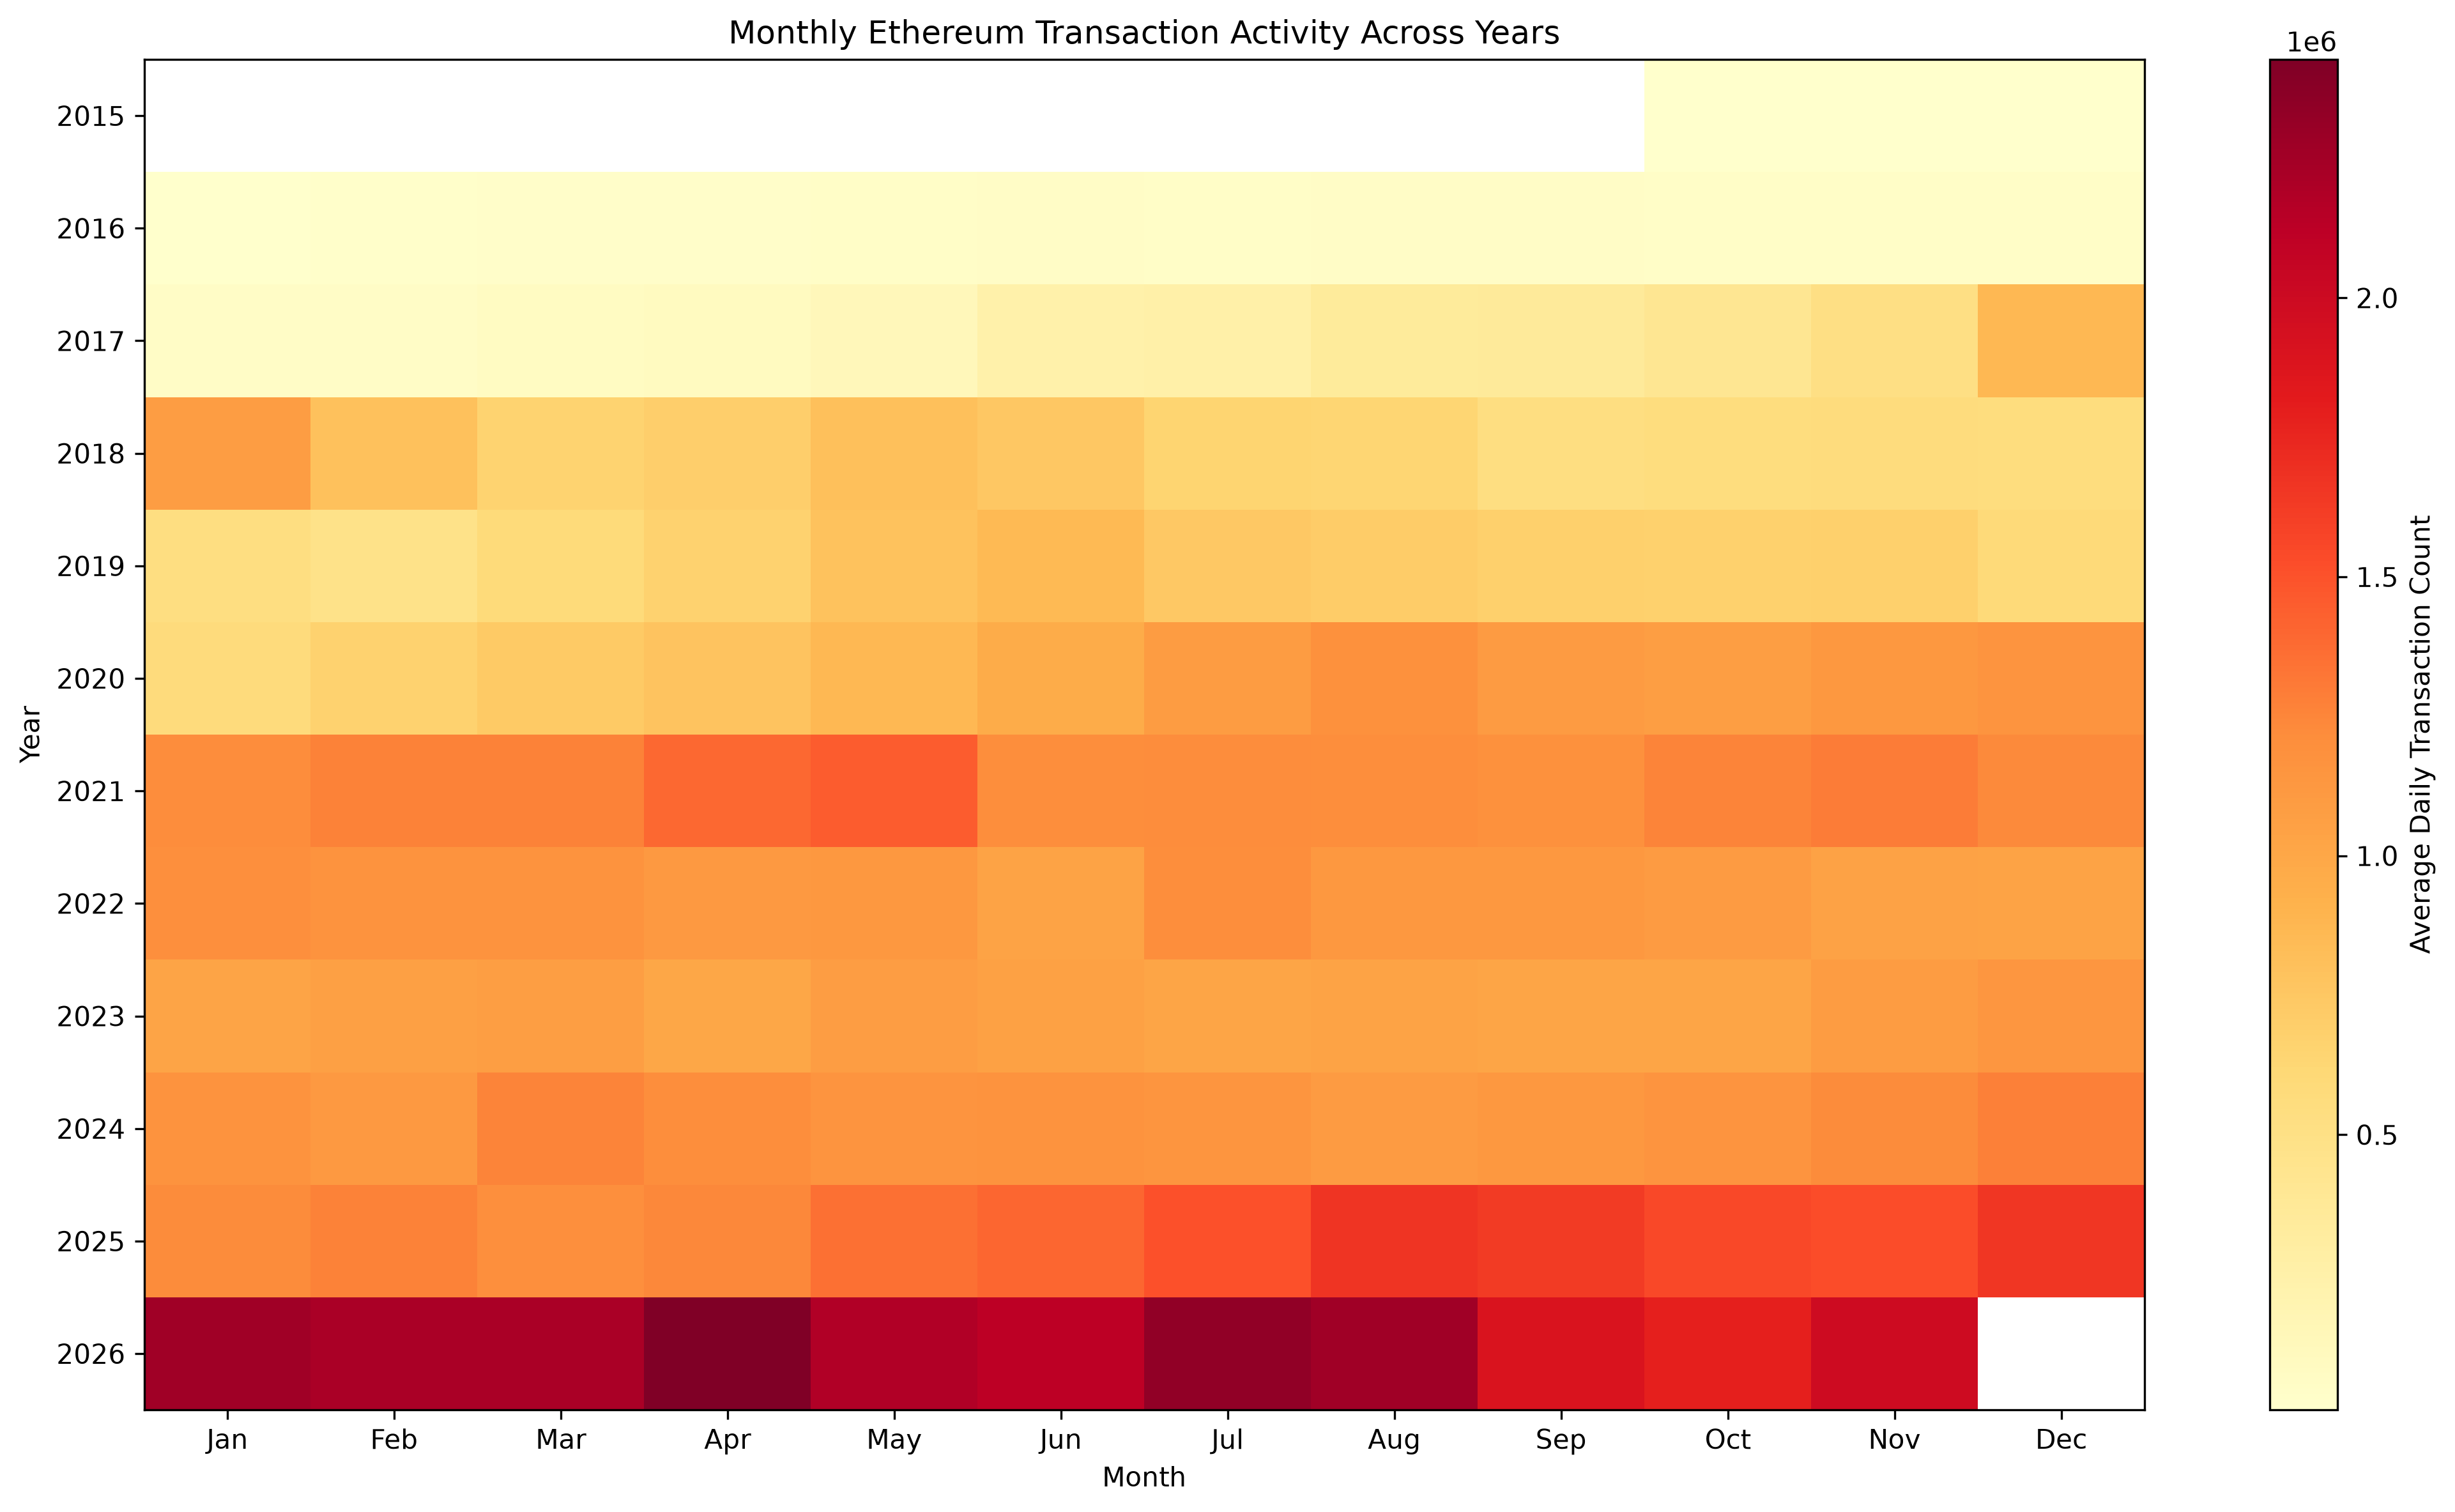 Monthly Ethereum Transaction Activity Across Years
1e6
2015
2016
2017
2018
2019
2020
2021
2022
2023
2024
2025
2026
Year
Jan Feb Mar Apr May Jun Jul Aug Sep Oct Nov Dec
Month
2.0
1.5
1.0
0.5
Average Daily Transaction Count